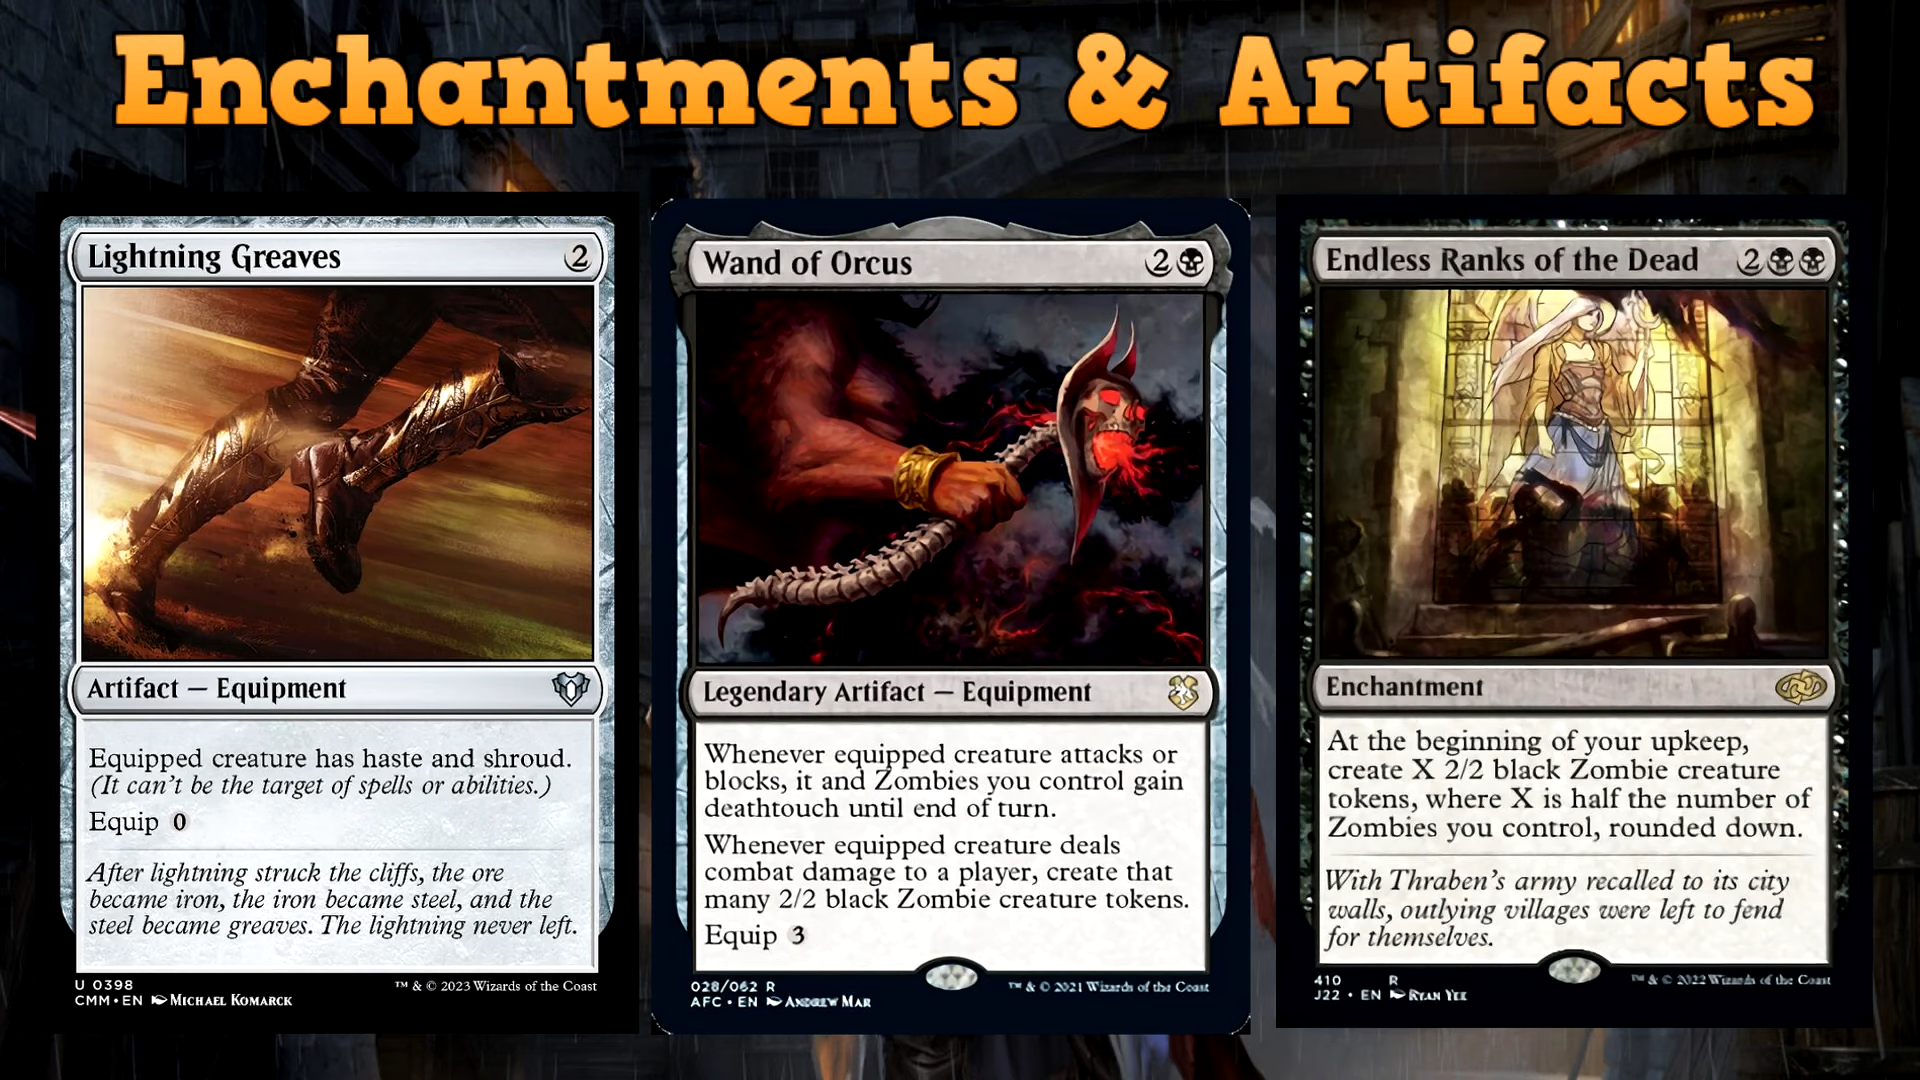 Enchantments & Artifacts
Lightning Greaves 2
Artifact — Equipment
Equipped creature has haste and shroud.
(It can't be the target of spells or abilities.)
Equip 0
After lightning struck the cliffs, the ore
became iron, the iron became steel, and the
steel became greaves. The lightning never left.
U 0398
CMM • EN MICHAEL KOMARCK
™ & © 2023 Wizards of the Coast
Wand of Orcus 2
Legendary Artifact — Equipment
Whenever equipped creature attacks or
blocks, it and Zombies you control gain
deathtouch until end of turn.
Whenever equipped creature deals
combat damage to a player, create that
many 2/2 black Zombie creature tokens.
Equip 3
028/062 R
AFC • EN ANDREW MAR
™ & © 2021 Wizards of the Coast
Endless Ranks of the Dead 2
Enchantment
At the beginning of your upkeep,
create X 2/2 black Zombie creature
tokens, where X is half the number of
Zombies you control, rounded down.
With Thraben's army recalled to its city
walls, outlying villages were left to fend
for themselves.
410 R
J22 • EN RYAN YEE
™ & © 2022 Wizards of the Coast